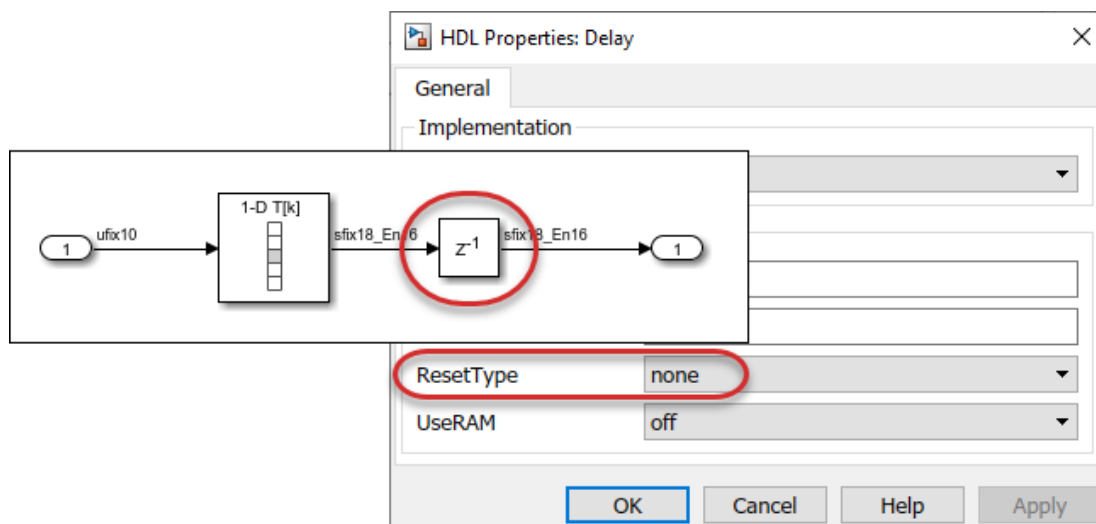 HDL Properties: Delay
General
Implementation
1-D T[k]
1
ufix10
sfix18_En16
Z-1
sfix18_En16
1
ResetType
none
UseRAM
off
OK
Cancel
Help
Apply